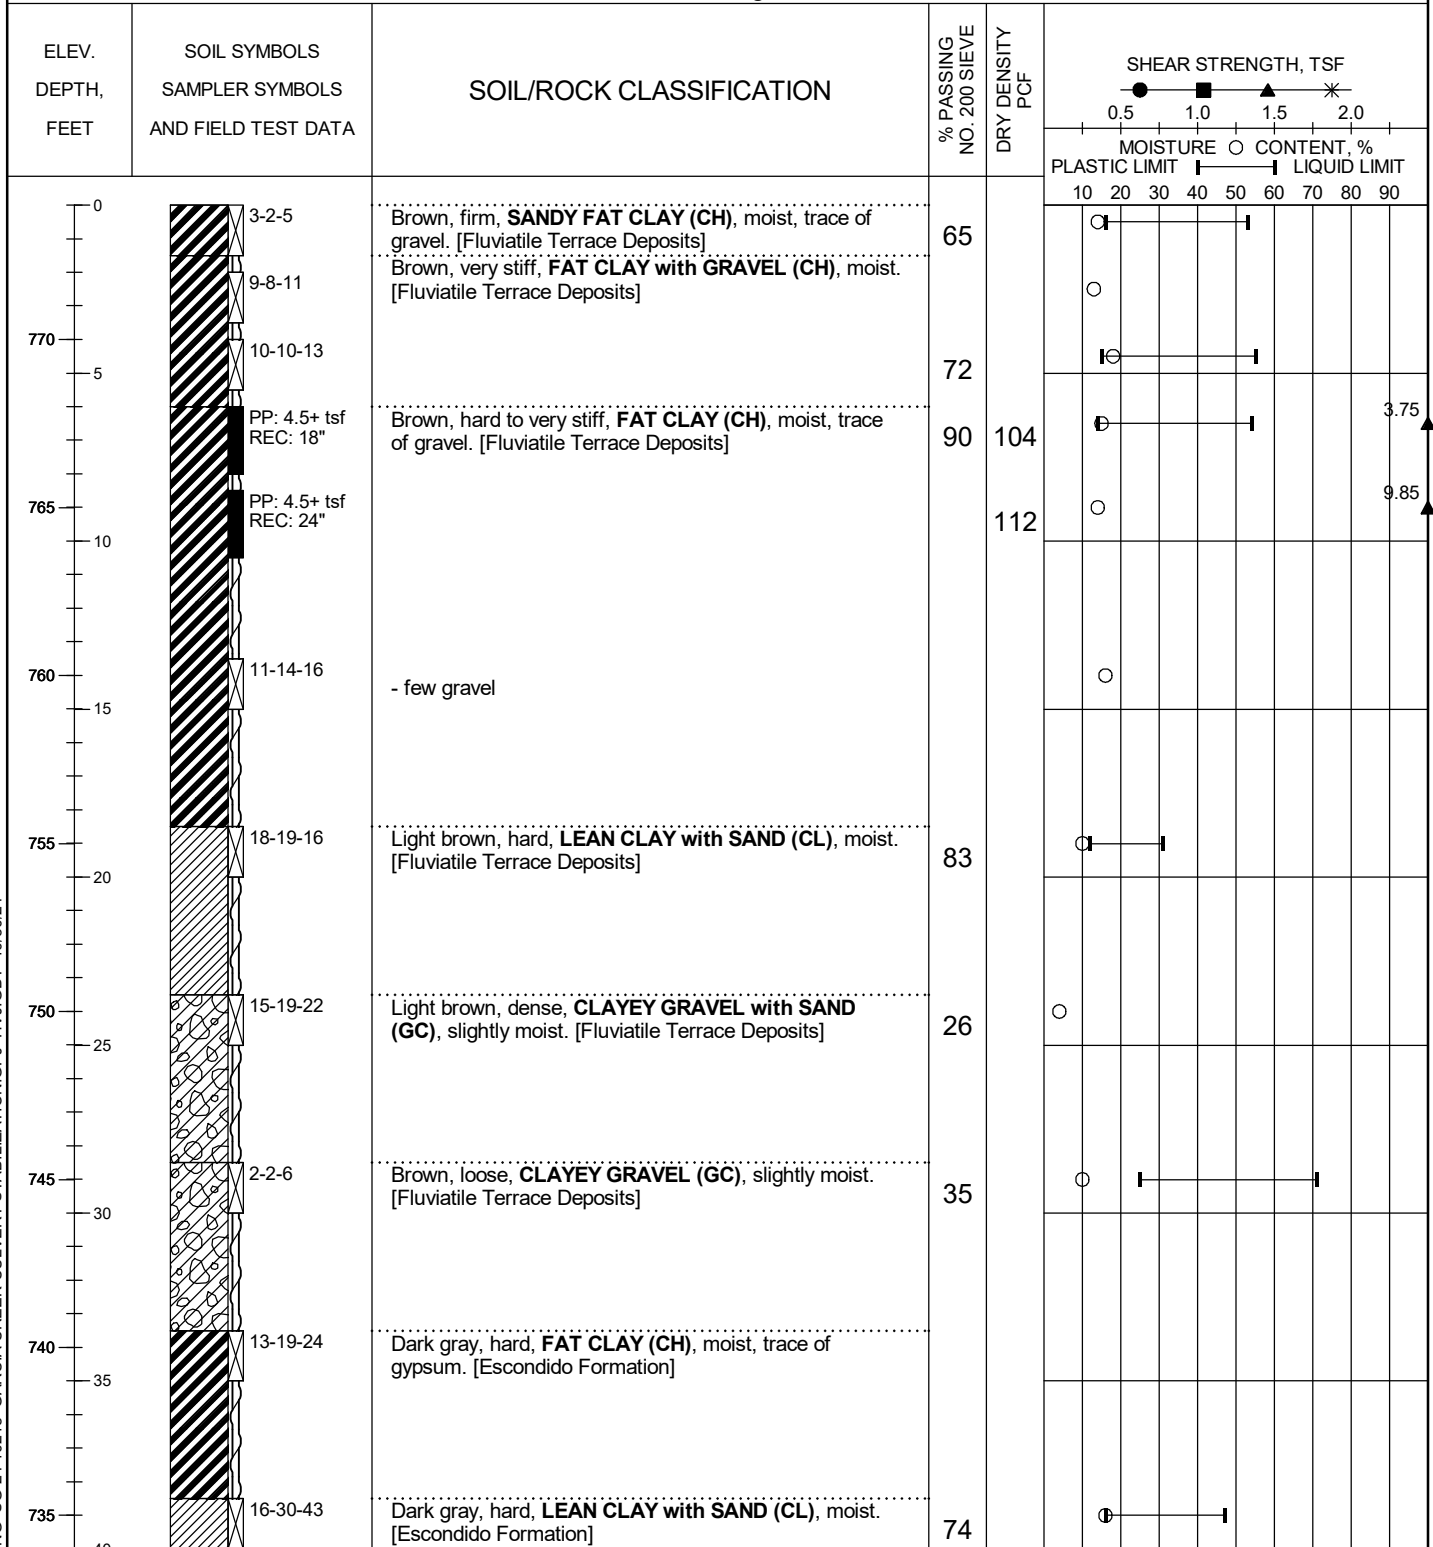 ELEV.
DEPTH,
FEET
SOIL SYMBOLS
SAMPLER SYMBOLS
AND FIELD TEST DATA
SOIL/ROCK CLASSIFICATION
% PASSING
NO. 200 SIEVE
DRY DENSITY
PCF
SHEAR STRENGTH, TSF
0.5 1.0 1.5 2.0
MOISTURE CONTENT, %
PLASTIC LIMIT LIQUID LIMIT
10 20 30 40 50 60 70 80 90
0
3-2-5
Brown, firm, SANDY FAT CLAY (CH), moist, trace of
gravel. [Fluviatile Terrace Deposits]
65
9-8-11
Brown, very stiff, FAT CLAY with GRAVEL (CH), moist.
[Fluviatile Terrace Deposits]
770
10-10-13
5
72
PP: 4.5+ tsf
REC: 18"
Brown, hard to very stiff, FAT CLAY (CH), moist, trace
of gravel. [Fluviatile Terrace Deposits]
90
104
3.75
765
PP: 4.5+ tsf
REC: 24"
112
9.85
10
760
11-14-16
- few gravel
15
755
18-19-16
Light brown, hard, LEAN CLAY with SAND (CL), moist.
[Fluviatile Terrace Deposits]
83
20
750
15-19-22
Light brown, dense, CLAYEY GRAVEL with SAND
(GC), slightly moist. [Fluviatile Terrace Deposits]
26
25
745
2-2-6
Brown, loose, CLAYEY GRAVEL (GC), slightly moist.
[Fluviatile Terrace Deposits]
35
30
740
13-19-24
Dark gray, hard, FAT CLAY (CH), moist, trace of
gypsum. [Escondido Formation]
35
735
16-30-43
Dark gray, hard, LEAN CLAY with SAND (CL), moist.
[Escondido Formation]
74